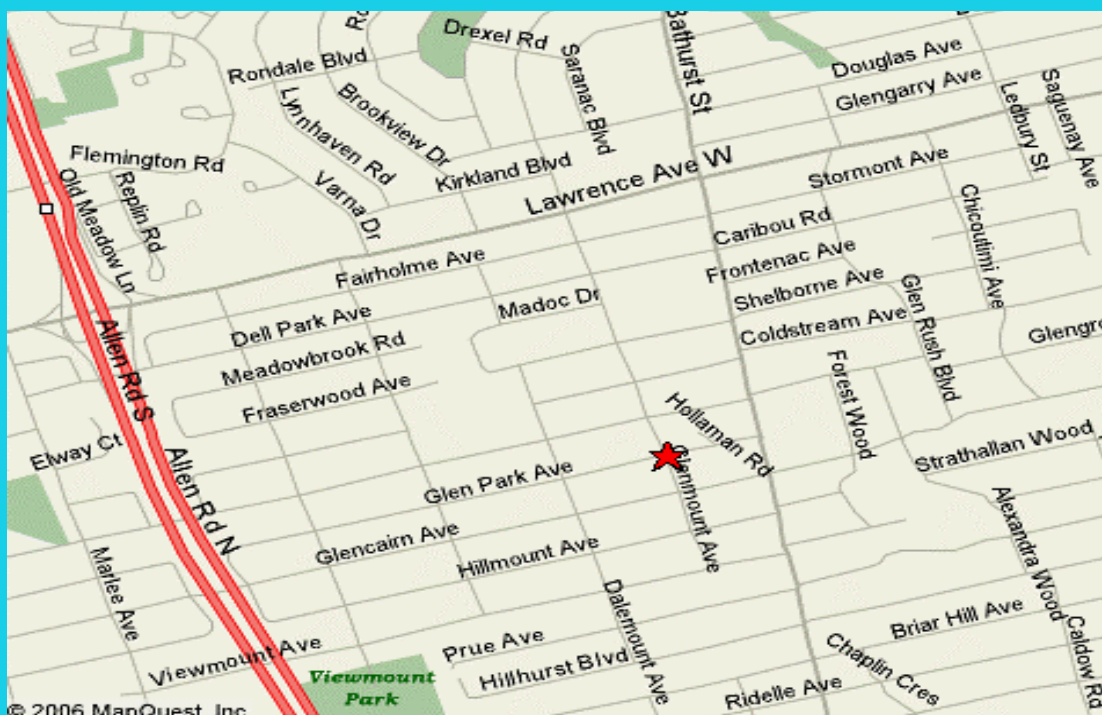 Drexel Rd
Rondale Blvd
Bathurst St
Saranac Blvd
Douglas Ave
Glengarry Ave
Ledbury St
Saguenay Ave
Lynnhaven Rd
Brookview Dr
Flemington Rd
Replin Rd
Old Meadow Ln
Varna Dr
Kirkland Blvd
Lawrence Ave W
Stormont Ave
Chicoutimi Ave
Caribou Rd
Frontenac Ave
Shelborne Ave
Coldstream Ave
Glen Rush Blvd
Fairholme Ave
Madoc Dr
Dell Park Ave
Meadowbrook Rd
Fraserwood Ave
Allen Rd S
Allen Rd N
Elway Ct
Forest Wood
Hollaman Rd
Strathallan Wood
Glen Park Ave
Glenmount Ave
Glencairn Ave
Hillmount Ave
Alexandra Wood
Marlee Ave
Dalemount Ave
Briar Hill Ave
Caldow Rd
Viewmount Ave
Prue Ave
Hillhurst Blvd
Chaplin Cres
Ridelle Ave
Viewmount
Park
© 2006 MapQuest, Inc